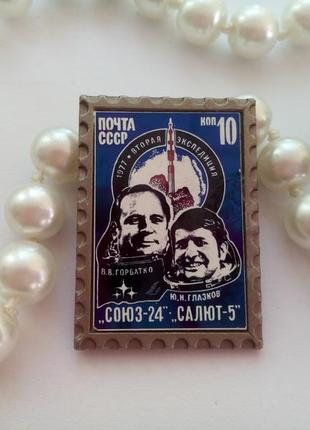 ПОЧТА
СССР
КОП 10
1977 • ВТОРАЯ ЭКСПЕДИЦИЯ
В.В.ГОРБАТКО
Ю.Н.ГЛАЗКОВ
„СОЮЗ-24" - „САЛЮТ-5"